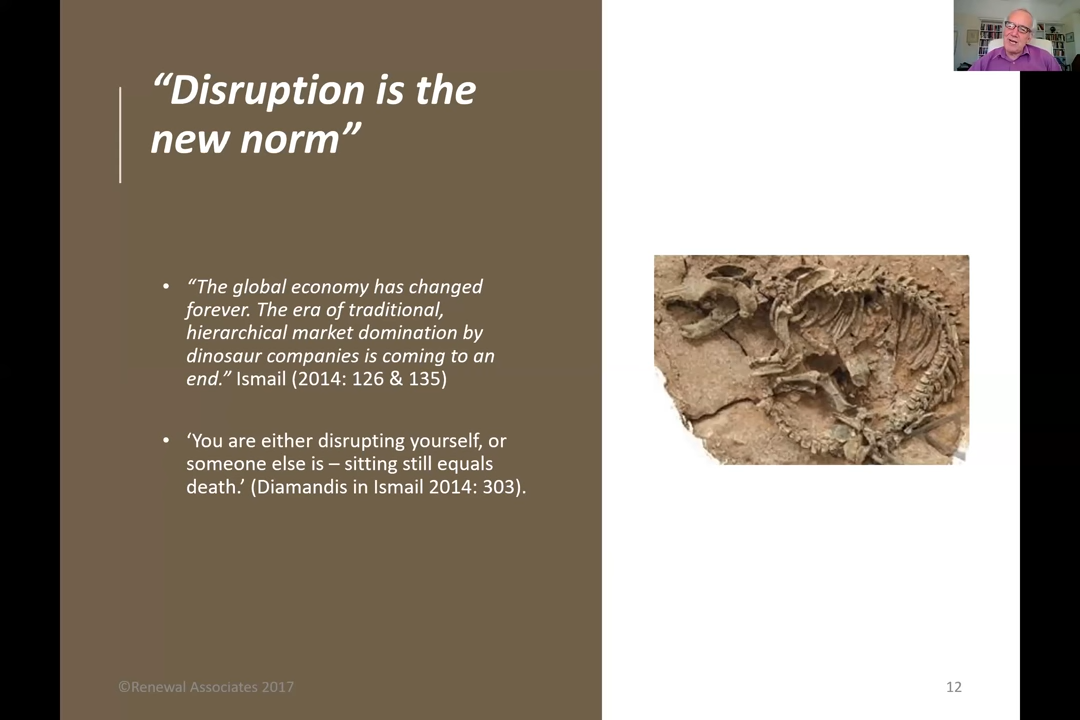 “Disruption is the
new norm”
• “The global economy has changed
forever. The era of traditional,
hierarchical market domination by
dinosaur companies is coming to an
end.” Ismail (2014: 126 & 135)
• ‘You are either disrupting yourself, or
someone else is – sitting still equals
death.’ (Diamandis in Ismail 2014: 303).
©Renewal Associates 2017
12